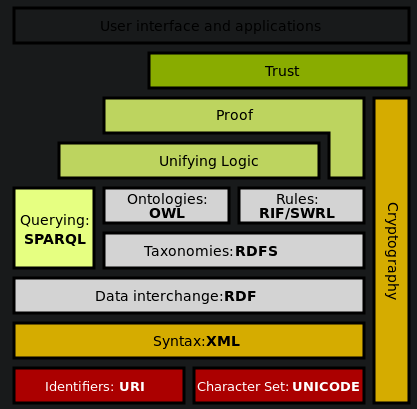 User interface and applications
Trust
Proof
Unifying Logic
Ontologies:
OWL
Rules:
RIF/SWRL
Querying:
SPARQL
Taxonomies:RDFS
Cryptography
Data interchange:RDF
Syntax:XML
Identifiers: URI
Character Set: UNICODE